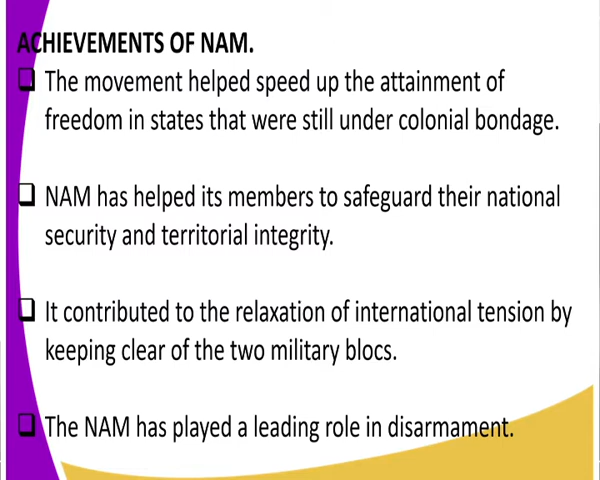 ACHIEVEMENTS OF NAM.
❑ The movement helped speed up the attainment of
freedom in states that were still under colonial bondage.
❑ NAM has helped its members to safeguard their national
security and territorial integrity.
❑ It contributed to the relaxation of international tension by
keeping clear of the two military blocs.
❑ The NAM has played a leading role in disarmament.